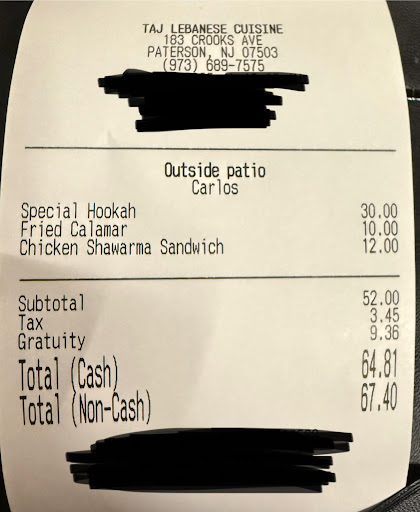 TAJ LEBANESE CUISINE
183 CROOKS AVE
PATERSON, NJ 07503
(973) 689-7575
Outside patio
Carlos
Special Hookah 30.00
Fried Calamar 10.00
Chicken Shawarma Sandwich 12.00
Subtotal 52.00
Tax 3.45
Gratuity 9.36
Total (Cash) 64.81
Total (Non-Cash) 67.40